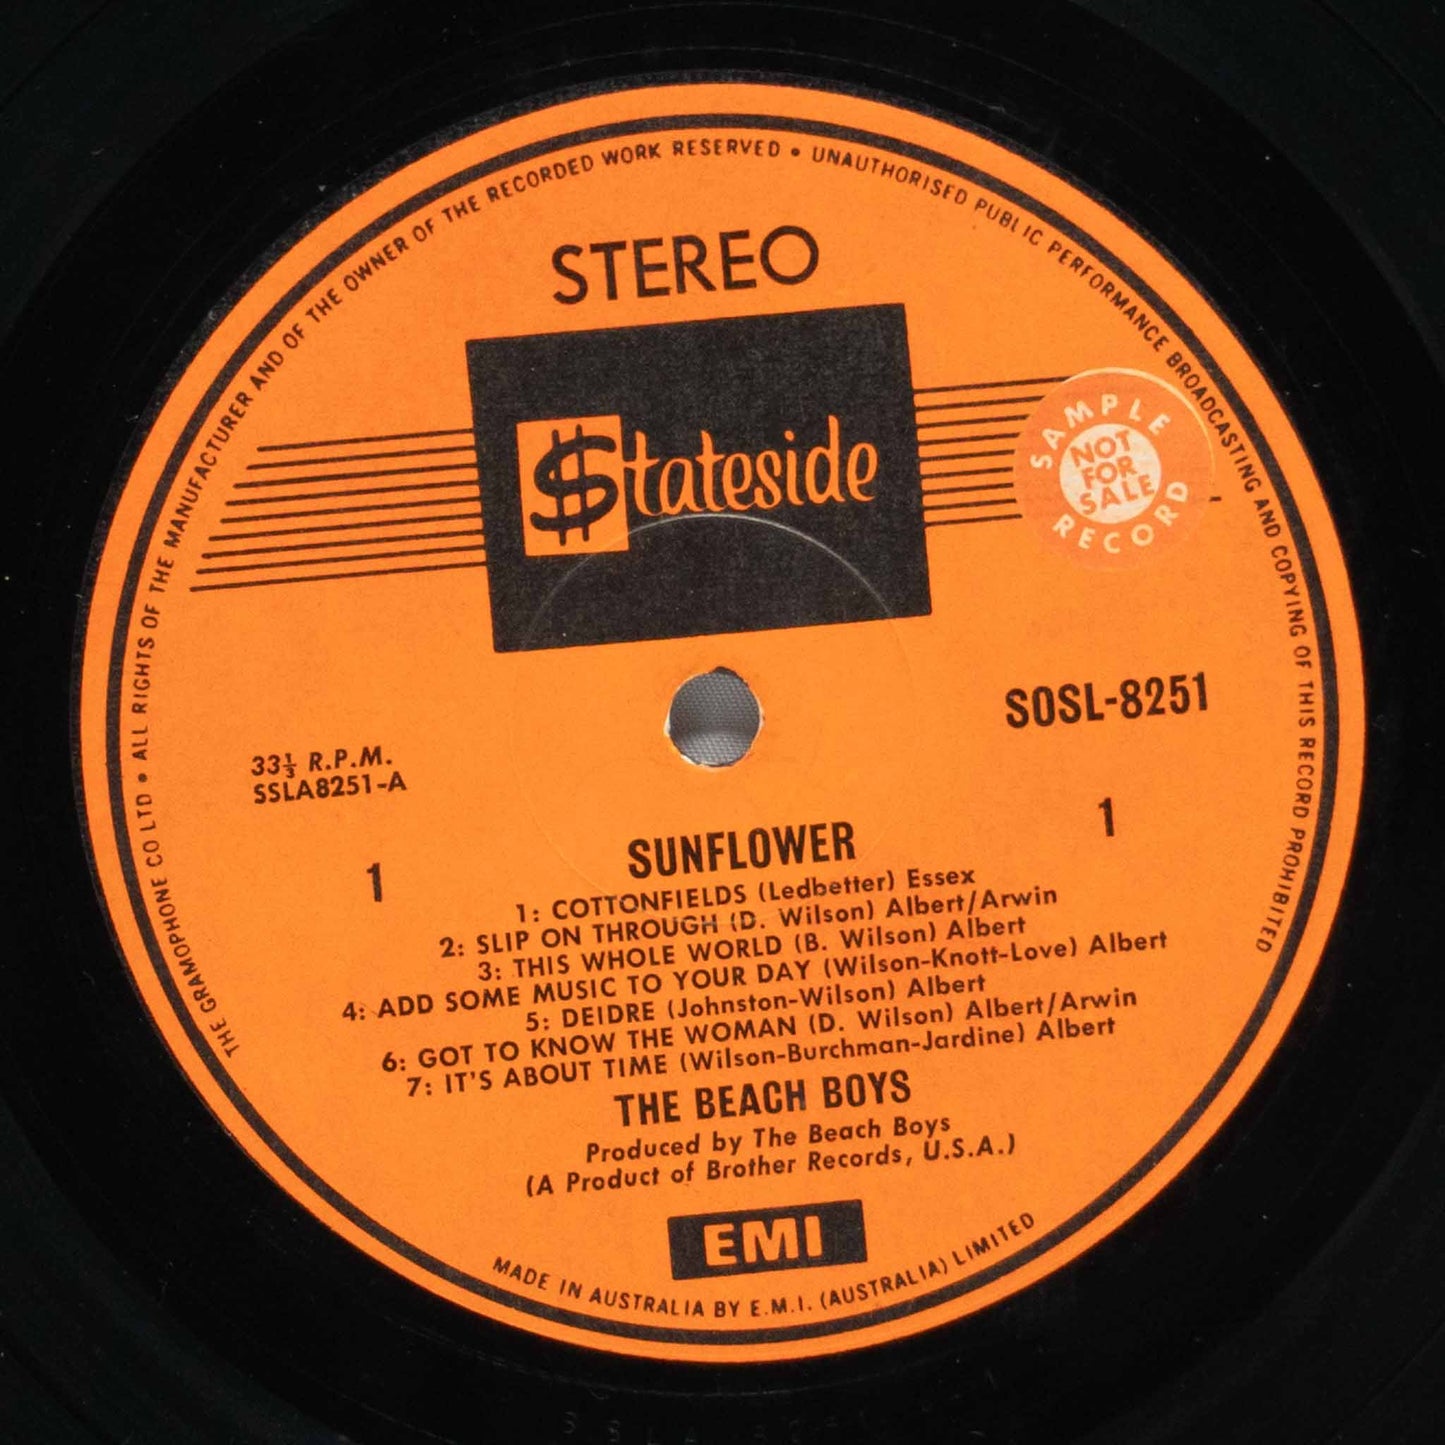 THE GRAMOPHONE CO LTD • ALL RIGHTS OF THE MANUFACTURER AND OF THE OWNER OF THE RECORDED WORK RESERVED • UNAUTHORISED PUBLIC PERFORMANCE BROADCASTING AND COPYING OF THIS RECORD PROHIBITED
STEREO
$tateside
SAMPLE
NOT
FOR
SALE
RECORD
SOSL-8251
33⅓ R.P.M.
SSLA8251-A
1
1
SUNFLOWER
1: COTTONFIELDS (Ledbetter) Essex
2: SLIP ON THROUGH (D. Wilson) Albert/Arwin
3: THIS WHOLE WORLD (B. Wilson) Albert
4: ADD SOME MUSIC TO YOUR DAY (Wilson-Knott-Love) Albert
5: DEIDRE (Johnston-Wilson) Albert
6: GOT TO KNOW THE WOMAN (D. Wilson) Albert/Arwin
7: IT'S ABOUT TIME (Wilson-Burchman-Jardine) Albert
THE BEACH BOYS
Produced by The Beach Boys
(A Product of Brother Records, U.S.A.)
EMI
MADE IN AUSTRALIA BY E.M.I. (AUSTRALIA) LIMITED